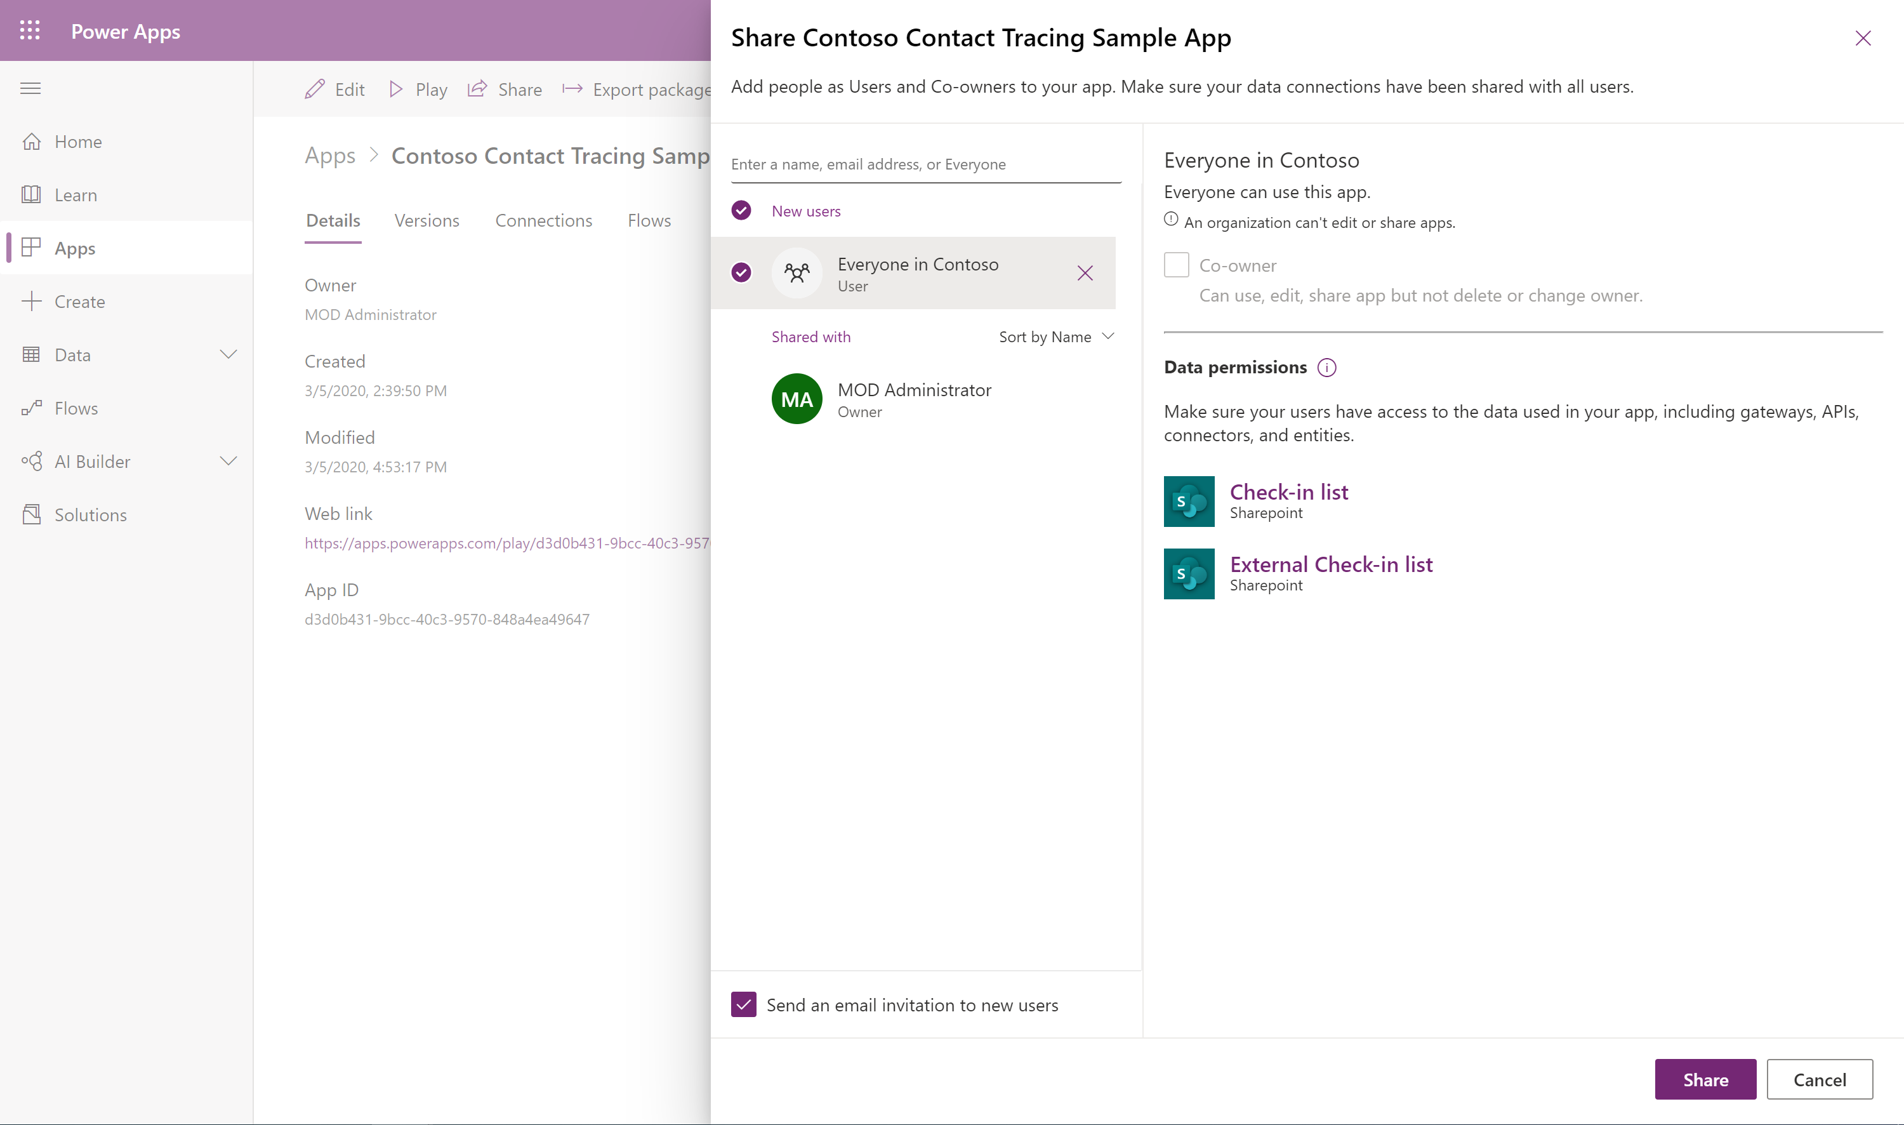 Power Apps
Home
Learn
Apps
Create
Data
Flows
AI Builder
Solutions
Edit
Play
Share
Export package
Apps > Contoso Contact Tracing Samp
Details
Versions
Connections
Flows
Owner
MOD Administrator
Created
3/5/2020, 2:39:50 PM
Modified
3/5/2020, 4:53:17 PM
Web link
https://apps.powerapps.com/play/d3d0b431-9bcc-40c3-957
App ID
d3d0b431-9bcc-40c3-9570-848a4ea49647
Share Contoso Contact Tracing Sample App
Add people as Users and Co-owners to your app. Make sure your data connections have been shared with all users.
Enter a name, email address, or Everyone
New users
Everyone in Contoso
User
Shared with
Sort by Name
MA
MOD Administrator
Owner
Send an email invitation to new users
Everyone in Contoso
Everyone can use this app.
An organization can't edit or share apps.
Co-owner
Can use, edit, share app but not delete or change owner.
Data permissions
Make sure your users have access to the data used in your app, including gateways, APIs,
connectors, and entities.
S
Check-in list
Sharepoint
S
External Check-in list
Sharepoint
Share
Cancel